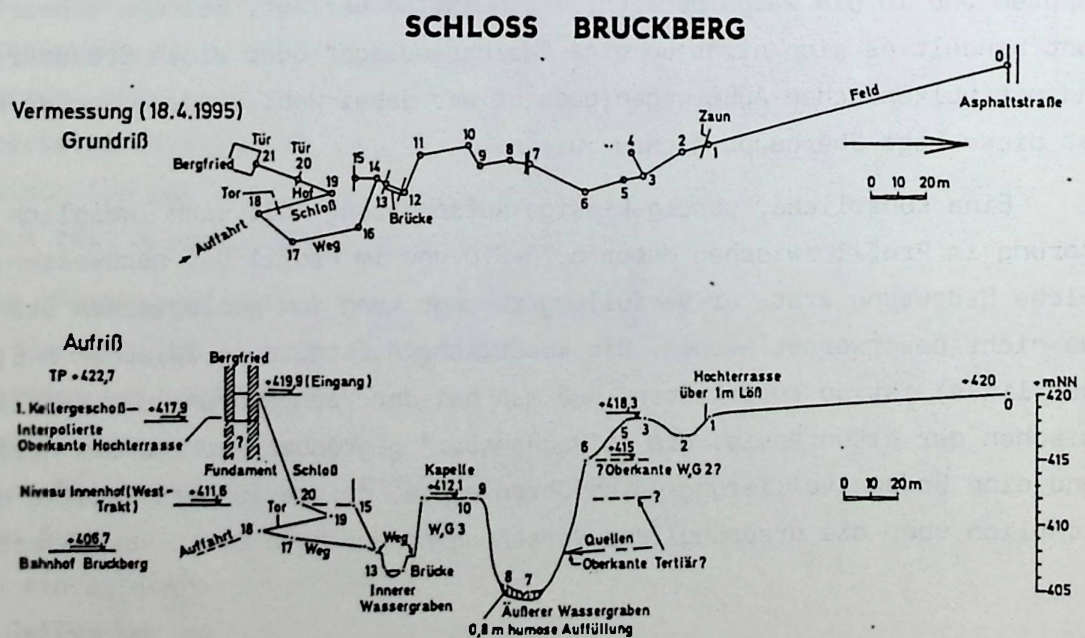 SCHLOSS BRUCKBERG
Vermessung (18.4.1995)
Grundriß
0
Feld
Asphaltstraße
Zaun
1
2
3
4
5
6
7
8
9
10
11
12
13
14
15
16
17
18
19
20
21
Tür
Tür
Bergfried
Hof
Tor
Schloß
Brücke
Auffahrt
Weg
0 10 20m
Aufriß
TP +422,7
Bergfried
+419,9 (Eingang)
1. Kellergeschoß
+417,9
Interpolierte
Oberkante Hochterrasse
?
Fundament
Schloß
Niveau Innenhof (West-
Trakt)
+411,6
Tor
20
15
18
19
Auffahrt
17
Weg
+406,7
Bahnhof Bruckberg
Kapelle
+412,1
9
10
W,G 3
Weg
13
Brücke
Innerer
Wassergraben
8 7
Äußerer Wassergraben
0,8 m humose Auffüllung
Hochterrasse
über 1m Löß
+420
0
+mNN
420
415
410
405
+418,3
3
1
2
5
+415
6
? Oberkante W,G 2?
?
Quellen
Oberkante Tertiär?
0 10 20m